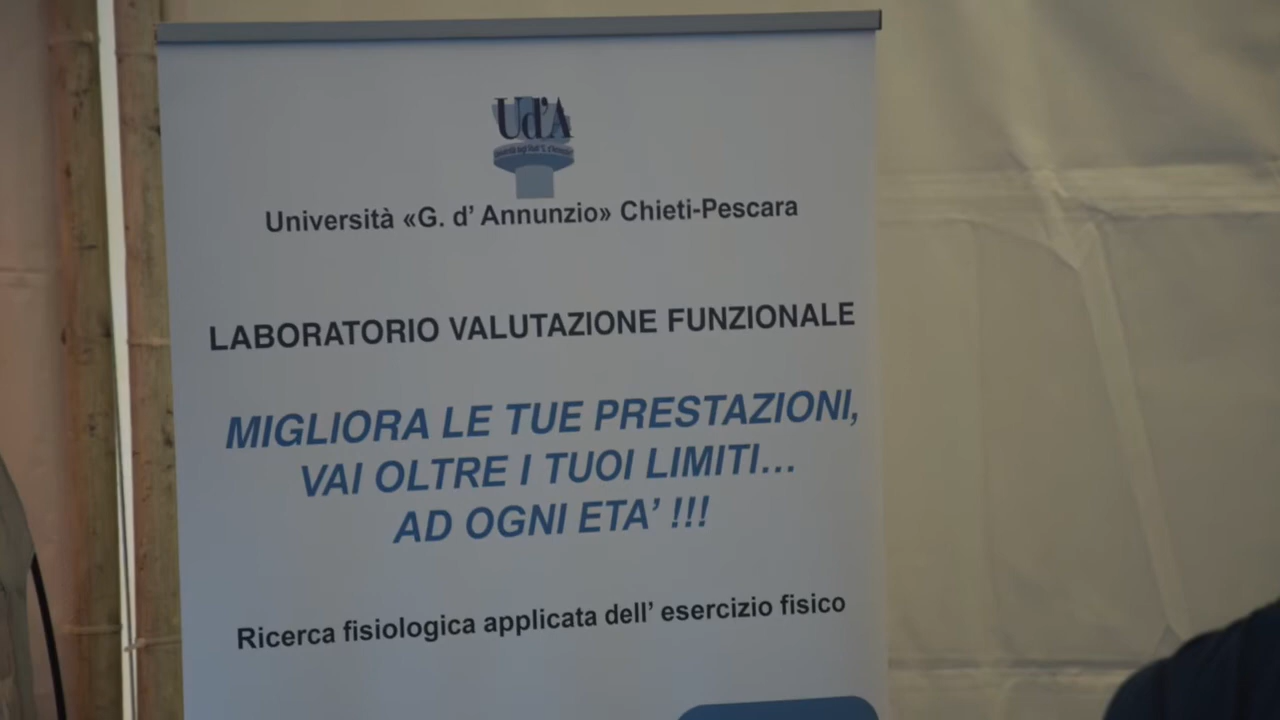 Ud'A
Università «G. d' Annunzio» Chieti-Pescara
LABORATORIO VALUTAZIONE FUNZIONALE
MIGLIORA LE TUE PRESTAZIONI,
VAI OLTRE I TUOI LIMITI...
AD OGNI ETA' !!!
Ricerca fisiologica applicata dell' esercizio fisico